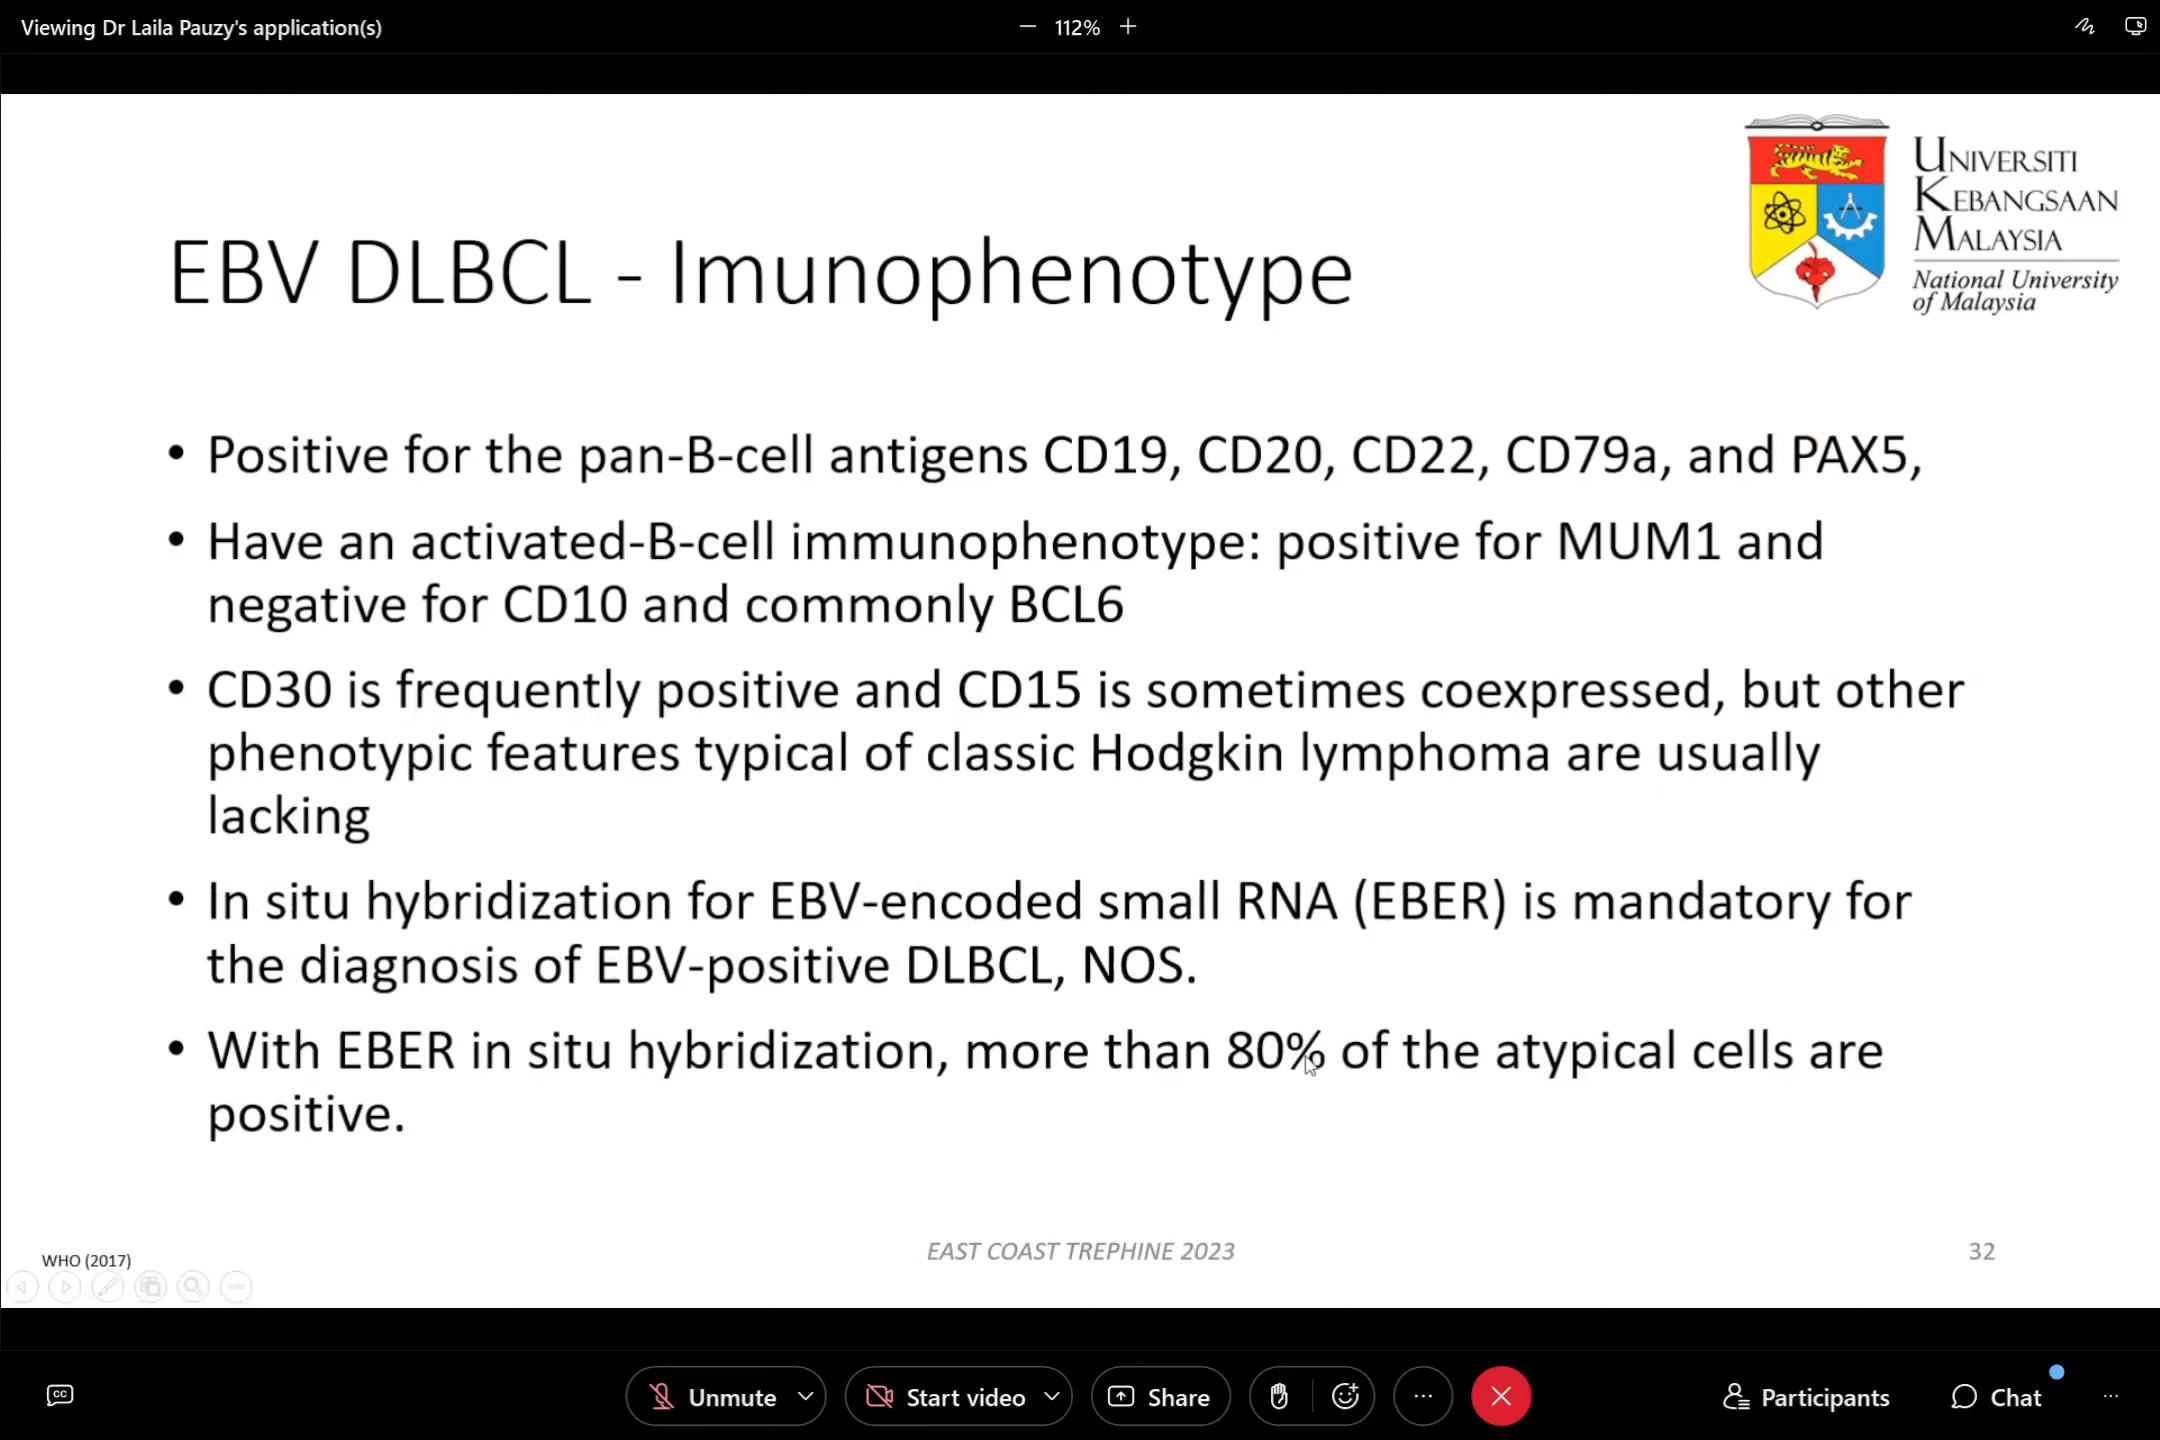 Viewing Dr Laila Pauzy's application(s)
112%
UNIVERSITI
KEBANGSAAN
MALAYSIA
National University
of Malaysia
EBV DLBCL - Imunophenotype
• Positive for the pan-B-cell antigens CD19, CD20, CD22, CD79a, and PAX5,
• Have an activated-B-cell immunophenotype: positive for MUM1 and
negative for CD10 and commonly BCL6
• CD30 is frequently positive and CD15 is sometimes coexpressed, but other
phenotypic features typical of classic Hodgkin lymphoma are usually
lacking
• In situ hybridization for EBV-encoded small RNA (EBER) is mandatory for
the diagnosis of EBV-positive DLBCL, NOS.
• With EBER in situ hybridization, more than 80% of the atypical cells are
positive.
WHO (2017)
EAST COAST TREPHINE 2023
32
CC
Unmute
Start video
Share
Participants
Chat